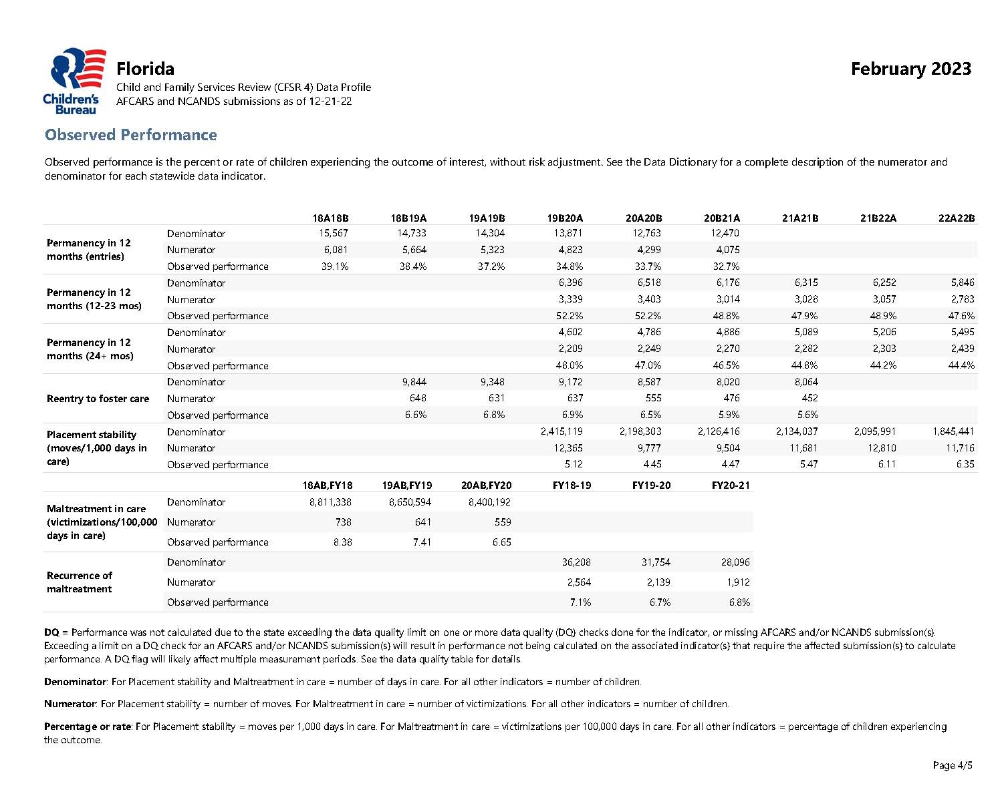 Children's
Bureau
Florida
February 2023
Child and Family Services Review (CFSR 4) Data Profile
AFCARS and NCANDS submissions as of 12-21-22
Observed Performance
Observed performance is the percent or rate of children experiencing the outcome of interest, without risk adjustment. See the Data Dictionary for a complete description of the numerator and
denominator for each statewide data indicator.
18A18B 18B19A 19A19B 19B20A 20A20B 20B21A 21A21B 21B22A 22A22B
Permanency in 12
months (entries)
Denominator 15,567 14,733 14,304 13,871 12,763 12,470
Numerator 6,081 5,664 5,323 4,823 4,299 4,075
Observed performance 39.1% 38.4% 37.2% 34.8% 33.7% 32.7%
Permanency in 12
months (12-23 mos)
Denominator 6,396 6,518 6,176 6,315 6,252 5,846
Numerator 3,339 3,403 3,014 3,028 3,057 2,783
Observed performance 52.2% 52.2% 48.8% 47.9% 48.9% 47.6%
Permanency in 12
months (24+ mos)
Denominator 4,602 4,786 4,886 5,089 5,206 5,495
Numerator 2,209 2,249 2,270 2,282 2,303 2,439
Observed performance 48.0% 47.0% 46.5% 44.8% 44.2% 44.4%
Reentry to foster care
Denominator 9,844 9,348 9,172 8,587 8,020 8,064
Numerator 648 631 637 555 476 452
Observed performance 6.6% 6.8% 6.9% 6.5% 5.9% 5.6%
Placement stability
(moves/1,000 days in
care)
Denominator 2,415,119 2,198,303 2,126,416 2,134,037 2,095,991 1,845,441
Numerator 12,365 9,777 9,504 11,681 12,810 11,716
Observed performance 5.12 4.45 4.47 5.47 6.11 6.35
18AB,FY18 19AB,FY19 20AB,FY20 FY18-19 FY19-20 FY20-21
Maltreatment in care
(victimizations/100,000
days in care)
Denominator 8,811,338 8,650,594 8,400,192
Numerator 738 641 559
Observed performance 8.38 7.41 6.65
Recurrence of
maltreatment
Denominator 36,208 31,754 28,096
Numerator 2,564 2,139 1,912
Observed performance 7.1% 6.7% 6.8%
DQ = Performance was not calculated due to the state exceeding the data quality limit on one or more data quality (DQ) checks done for the indicator, or missing AFCARS and/or NCANDS submission(s).
Exceeding a limit on a DQ check for an AFCARS and/or NCANDS submission(s) will result in performance not being calculated on the associated indicator(s) that require the affected submission(s) to calculate
performance. A DQ flag will likely affect multiple measurement periods. See the data quality table for details.
Denominator: For Placement stability and Maltreatment in care = number of days in care. For all other indicators = number of children.
Numerator: For Placement stability = number of moves. For Maltreatment in care = number of victimizations. For all other indicators = number of children.
Percentage or rate: For Placement stability = moves per 1,000 days in care. For Maltreatment in care = victimizations per 100,000 days in care. For all other indicators = percentage of children experiencing
the outcome.
Page 4/5